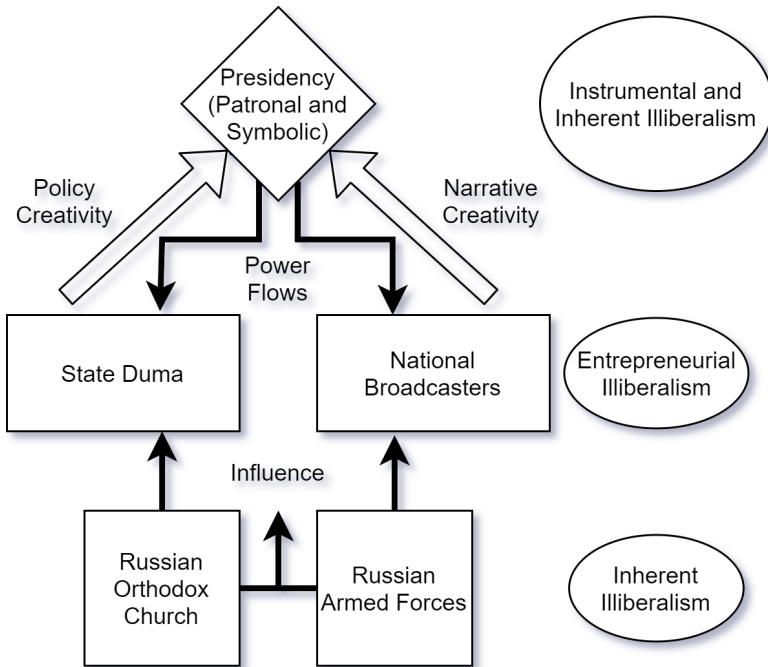 Presidency
(Patronal and
Symbolic)
Instrumental and
Inherent Illiberalism
Policy
Creativity
Narrative
Creativity
Power
Flows
State Duma
National
Broadcasters
Entrepreneurial
Illiberalism
Influence
Russian
Orthodox
Church
Russian
Armed Forces
Inherent
Illiberalism